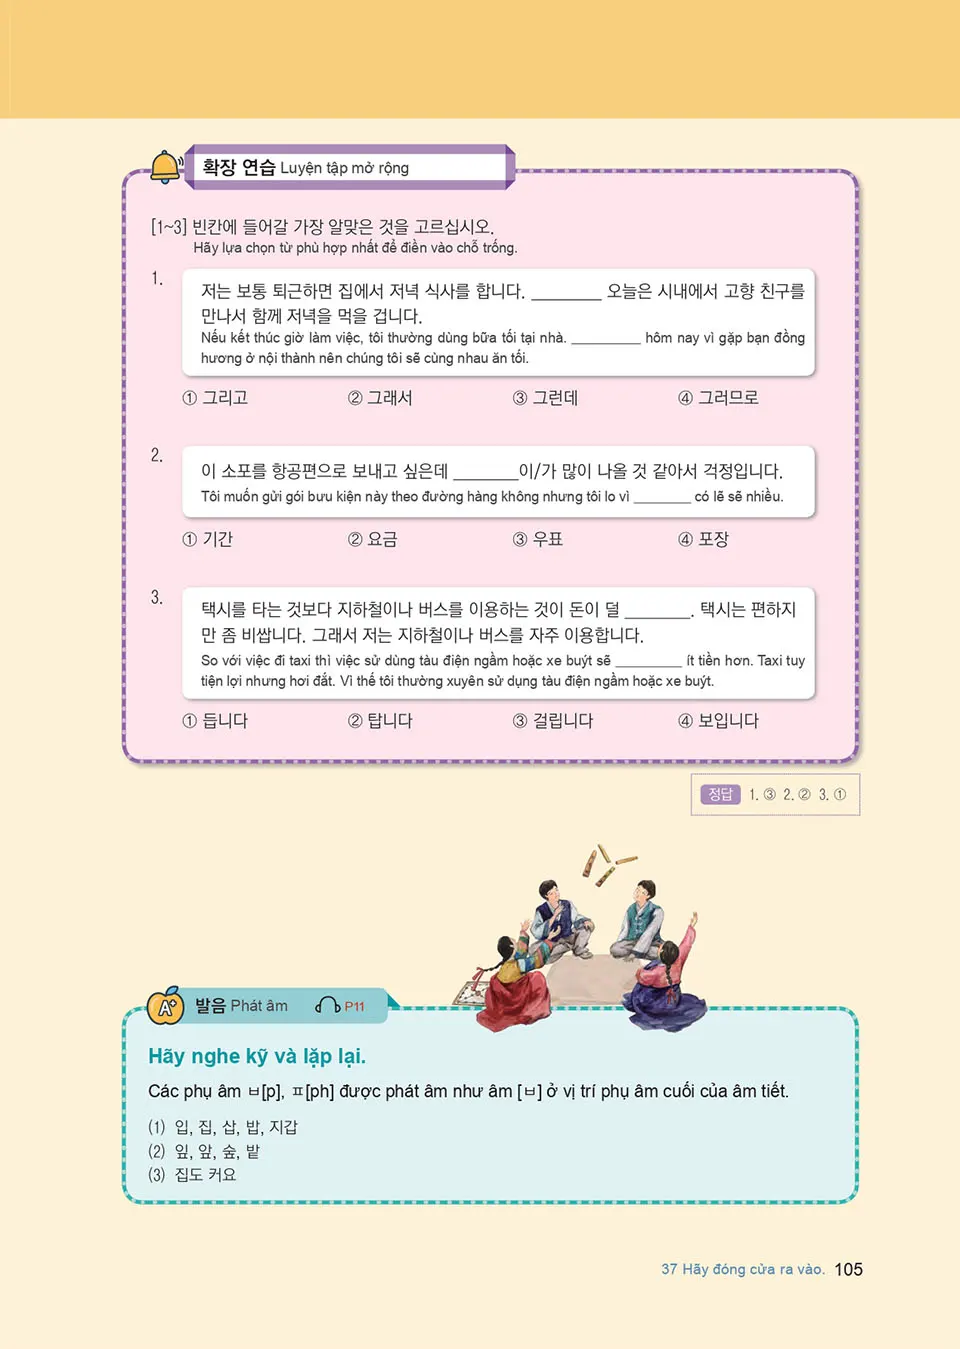 확장 연습 Luyện tập mở rộng
[1~3] 빈칸에 들어갈 가장 알맞은 것을 고르십시오.
Hãy lựa chọn từ phù hợp nhất để điền vào chỗ trống.
1.
저는 보통 퇴근하면 집에서 저녁 식사를 합니다. ________ 오늘은 시내에서 고향 친구를
만나서 함께 저녁을 먹을 겁니다.
Nếu kết thúc giờ làm việc, tôi thường dùng bữa tối tại nhà. ________ hôm nay vì gặp bạn đồng
hương ở nội thành nên chúng tôi sẽ cùng nhau ăn tối.
① 그리고 ② 그래서 ③ 그런데 ④ 그러므로
2.
이 소포를 항공편으로 보내고 싶은데 ________이/가 많이 나올 것 같아서 걱정입니다.
Tôi muốn gửi gói bưu kiện này theo đường hàng không nhưng tôi lo vì ________ có lẽ sẽ nhiều.
① 기간 ② 요금 ③ 우표 ④ 포장
3.
택시를 타는 것보다 지하철이나 버스를 이용하는 것이 돈이 덜 ________. 택시는 편하지
만 좀 비쌉니다. 그래서 저는 지하철이나 버스를 자주 이용합니다.
So với việc đi taxi thì việc sử dùng tàu điện ngầm hoặc xe buýt sẽ ________ ít tiền hơn. Taxi tuy
tiện lợi nhưng hơi đắt. Vì thế tôi thường xuyên sử dụng tàu điện ngầm hoặc xe buýt.
① 듭니다 ② 탑니다 ③ 걸립니다 ④ 보입니다
정답 1. ③ 2. ② 3. ①
A+ 발음 Phát âm P11
Hãy nghe kỹ và lặp lại.
Các phụ âm ㅂ[p], ㅍ[ph] được phát âm như âm [ㅂ] ở vị trí phụ âm cuối của âm tiết.
(1) 입, 집, 삽, 밥, 지갑
(2) 잎, 앞, 숲, 밭
(3) 집도 커요
37 Hãy đóng cửa ra vào. 105